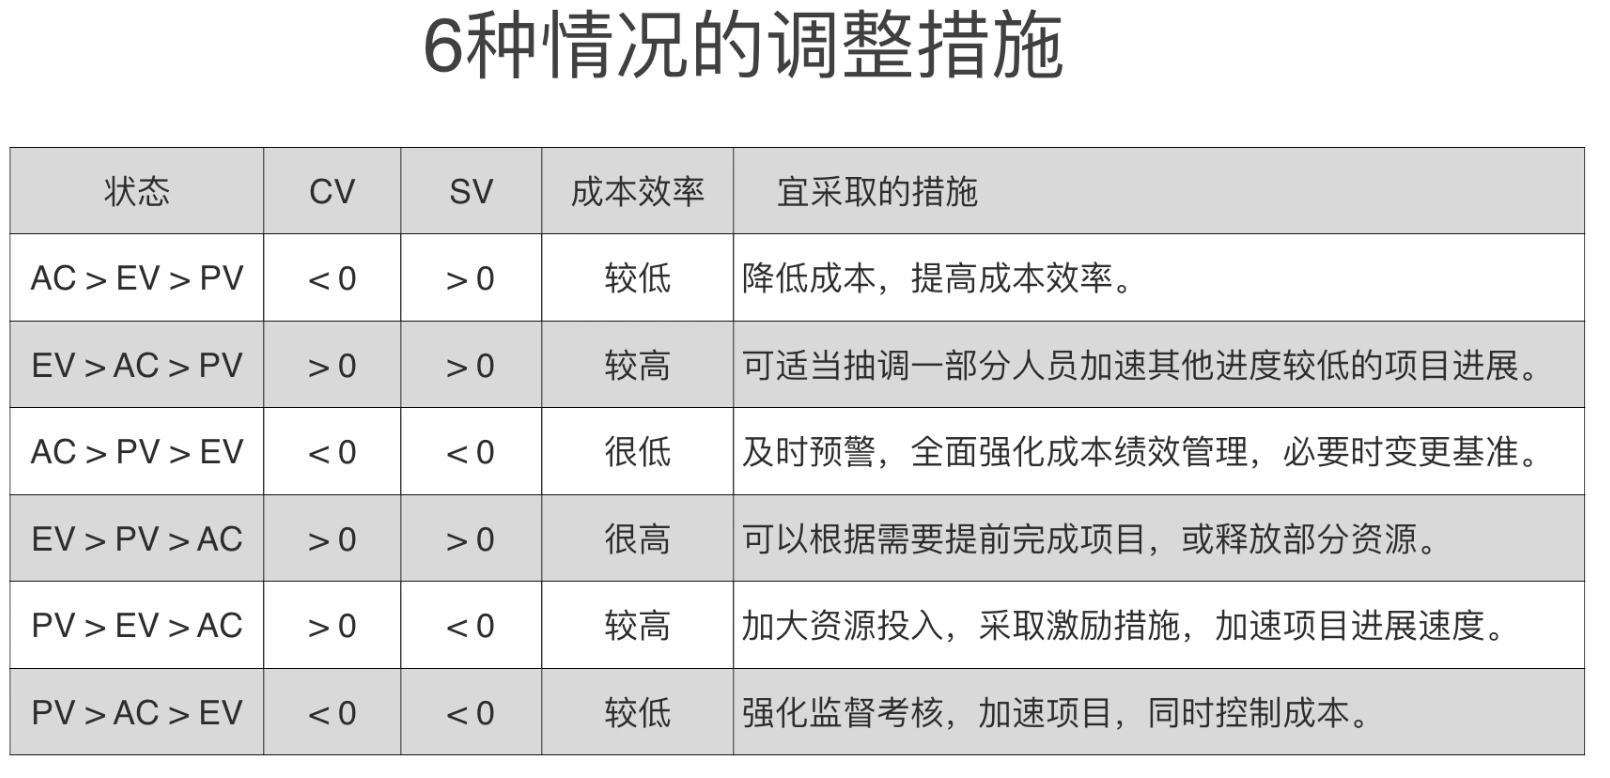 6种情况的调整措施
状态 CV SV 成本效率 宜采取的措施
AC > EV > PV < 0 > 0 较低 降低成本，提高成本效率。
EV > AC > PV > 0 > 0 较高 可适当抽调一部分人员加速其他进度较低的项目进展。
AC > PV > EV < 0 < 0 很低 及时预警，全面强化成本绩效管理，必要时变更基准。
EV > PV > AC > 0 > 0 很高 可以根据需要提前完成项目，或释放部分资源。
PV > EV > AC > 0 < 0 较高 加大资源投入，采取激励措施，加速项目进展速度。
PV > AC > EV < 0 < 0 较低 强化监督考核，加速项目，同时控制成本。